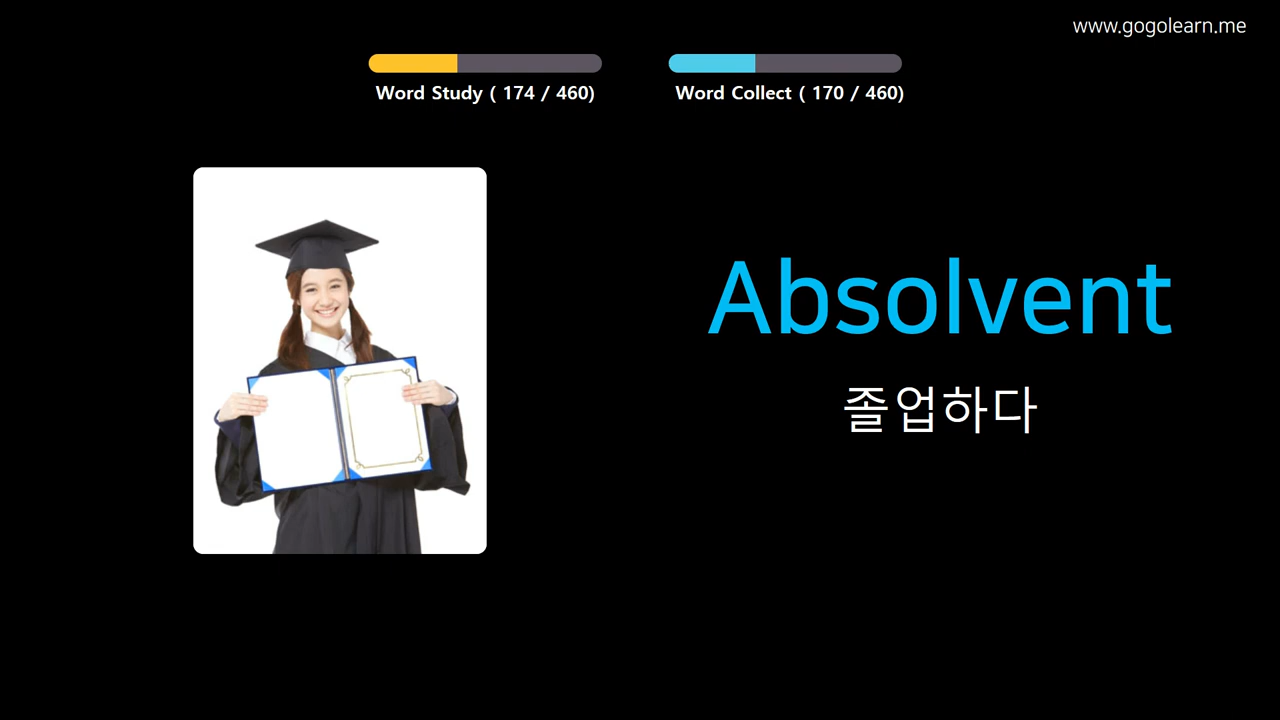 www.gogolearn.me
Word Study ( 174 / 460)
Word Collect ( 170 / 460)
Absolvent
졸업하다